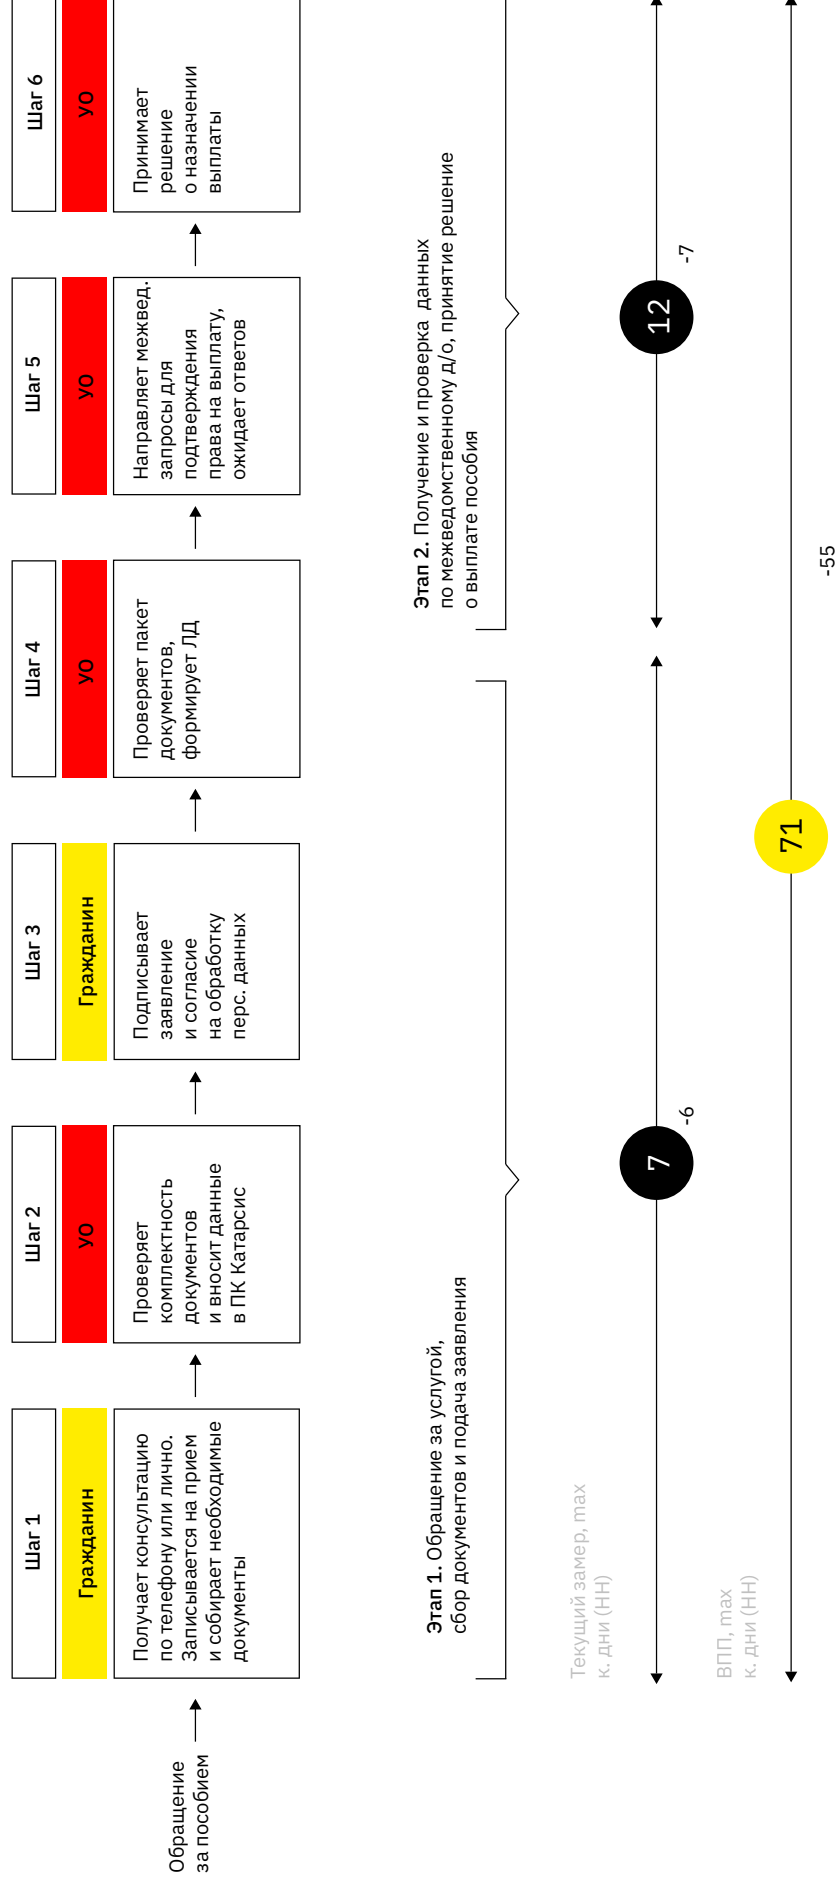 Обращение
за пособием
Шаг 1
Гражданин
Получает консультацию
по телефону или лично.
Записывается на прием
и собирает необходимые
документы
Шаг 2
УО
Проверяет
комплектность
документов
и вносит данные
в ПК Катарсис
Шаг 3
Гражданин
Подписывает
заявление
и согласие
на обработку
перс. данных
Шаг 4
УО
Проверяет пакет
документов,
формирует ЛД
Шаг 5
УО
Направляет межвед.
запросы для
подтверждения
права на выплату,
ожидает ответов
Шаг 6
УО
Принимает
решение
о назначении
выплаты
Этап 1. Обращение за услугой,
сбор документов и подача заявления
Этап 2. Получение и проверка данных
по межведомственному д/о, принятие решение
о выплате пособия
Текущий замер, max
к. дни (НН)
7
-6
12
-7
ВПП, max
к. дни (НН)
71
-55